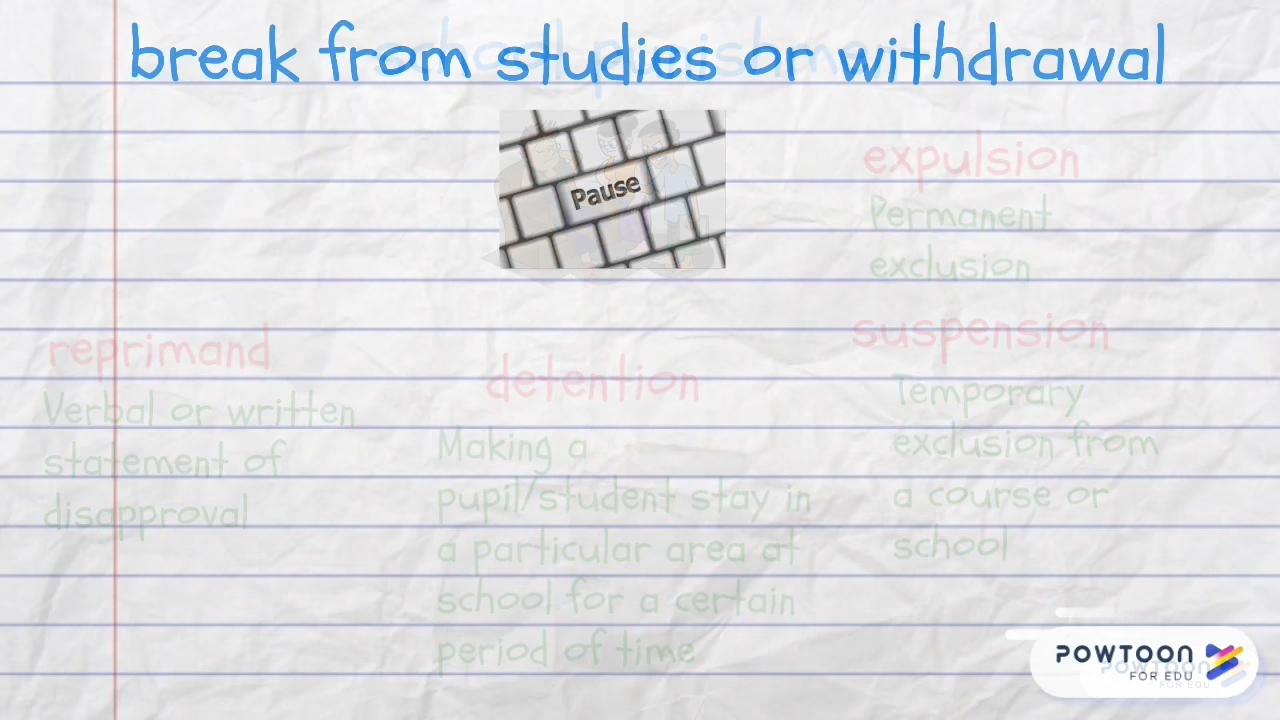 break from studies or withdrawal
Pause
expulsion
Permanent
exclusion
reprimand
Verbal or written
statement of
disapproval
detention
Making a
pupil/student stay in
a particular area at
school for a certain
period of time
suspension
Temporary
exclusion from
a course or
school
POWTOON
FOR EDU